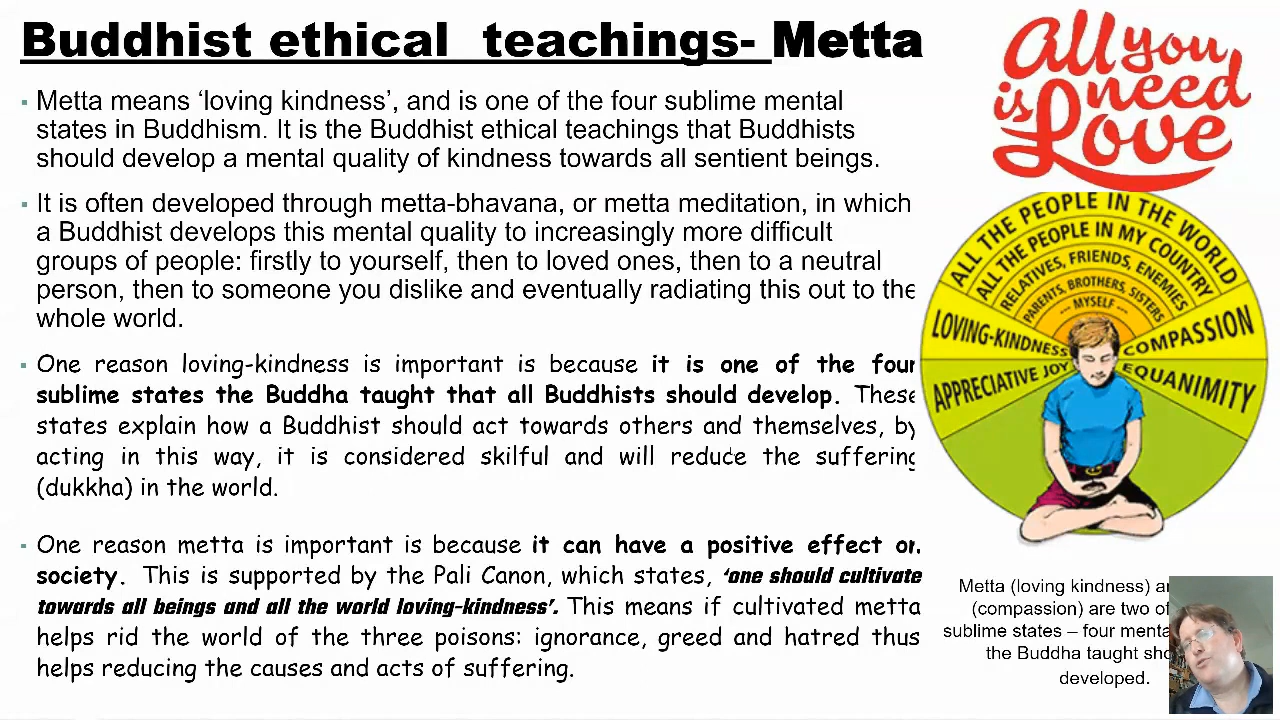 Buddhist ethical teachings- Metta
▪ Metta means ‘loving kindness’, and is one of the four sublime mental
states in Buddhism. It is the Buddhist ethical teachings that Buddhists
should develop a mental quality of kindness towards all sentient beings.
▪ It is often developed through metta-bhavana, or metta meditation, in which
a Buddhist develops this mental quality to increasingly more difficult
groups of people: firstly to yourself, then to loved ones, then to a neutral
person, then to someone you dislike and eventually radiating this out to the
whole world.
▪ One reason loving-kindness is important is because it is one of the four
sublime states the Buddha taught that all Buddhists should develop. These
states explain how a Buddhist should act towards others and themselves, by
acting in this way, it is considered skilful and will reduce the suffering
(dukkha) in the world.
▪ One reason metta is important is because it can have a positive effect on
society. This is supported by the Pali Canon, which states, ‘one should cultivate
towards all beings and all the world loving-kindness’. This means if cultivated metta
helps rid the world of the three poisons: ignorance, greed and hatred thus
helps reducing the causes and acts of suffering.
All you
need
is Love
ALL THE PEOPLE IN THE WORLD
ALL THE PEOPLE IN MY COUNTRY
RELATIVES, FRIENDS, ENEMIES
PARENTS, BROTHERS, SISTERS
-- MYSELF --
LOVING-KINDNESS
COMPASSION
APPRECIATIVE JOY
EQUANIMITY
Metta (loving kindness)
(compassion) are two of
sublime states – four
the Buddha taught
developed.